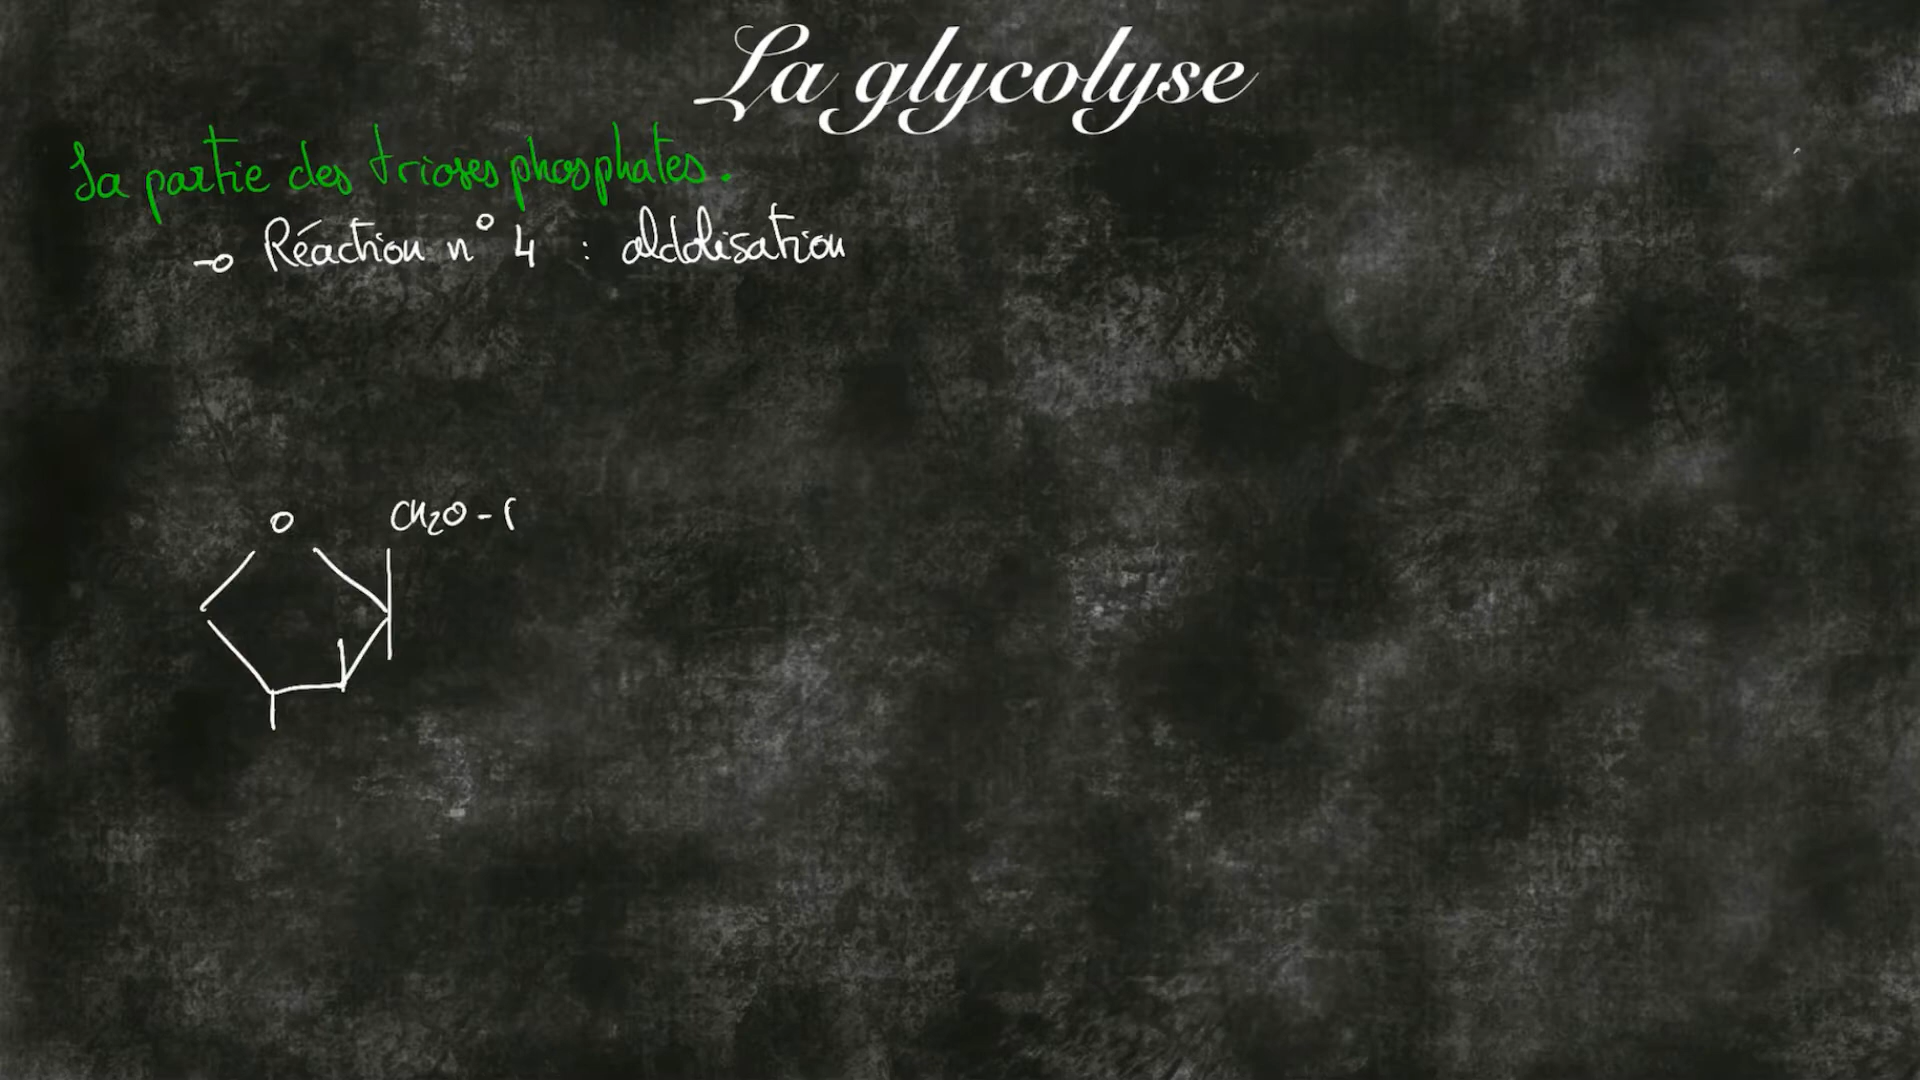 La glycolyse
La partie des trioses phosphates.
Réaction n° 4 : aldolisation
O CH2O-